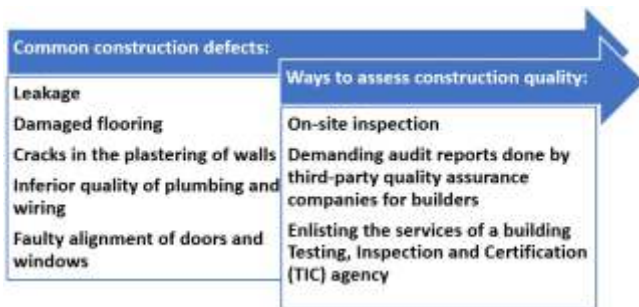 Common construction defects:
Leakage
Damaged flooring
Cracks in the plastering of walls
Inferior quality of plumbing and
wiring
Faulty alignment of doors and
windows
Ways to assess construction quality:
On-site inspection
Demanding audit reports done by
third-party quality assurance
companies for builders
Enlisting the services of a building
Testing, Inspection and Certification
(TIC) agency